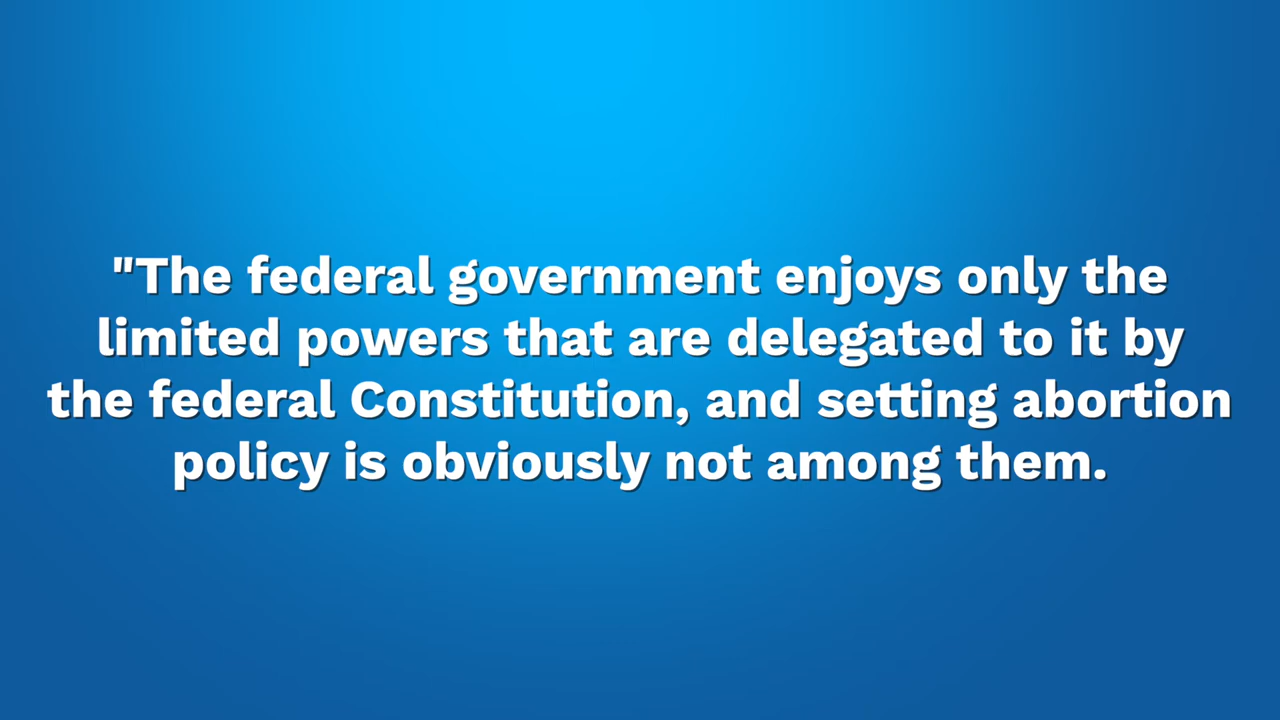 "The federal government enjoys only the
limited powers that are delegated to it by
the federal Constitution, and setting abortion
policy is obviously not among them.